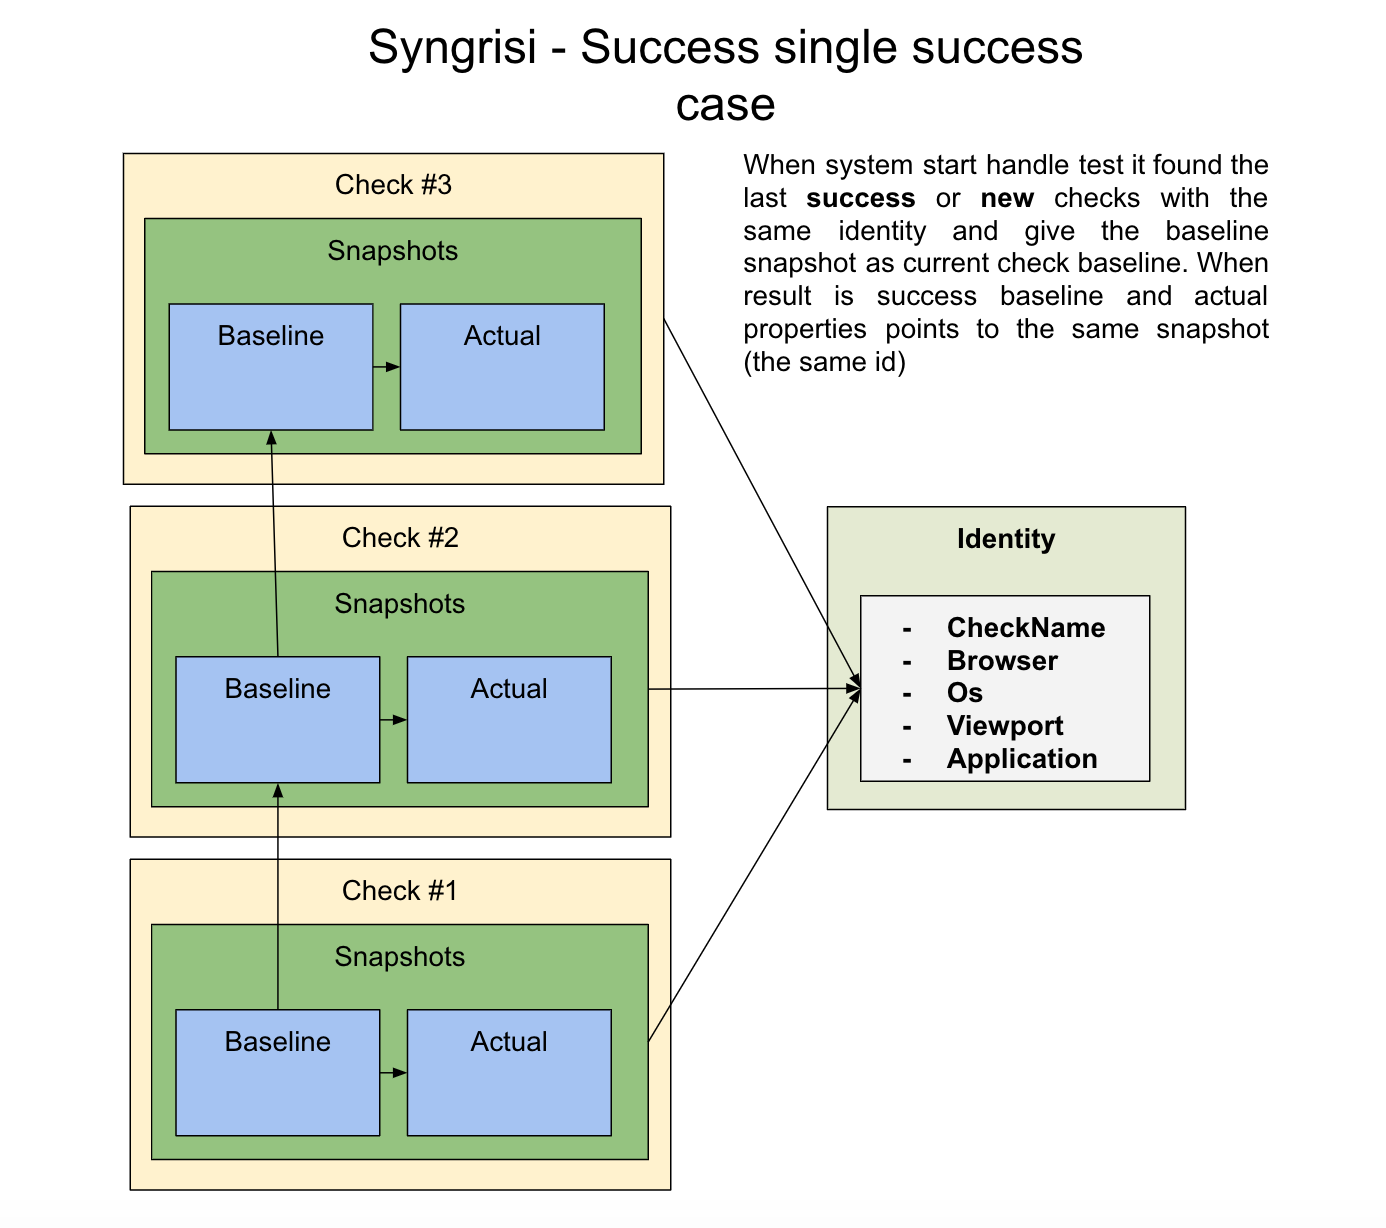 Syngrisi - Success single success
case
When system start handle test it found the
last success or new checks with the
same identity and give the baseline
snapshot as current check baseline. When
result is success baseline and actual
properties points to the same snapshot
(the same id)
Check #3
Snapshots
Baseline
Actual
Check #2
Snapshots
Baseline
Actual
Check #1
Snapshots
Baseline
Actual
Identity
- CheckName
- Browser
- Os
- Viewport
- Application